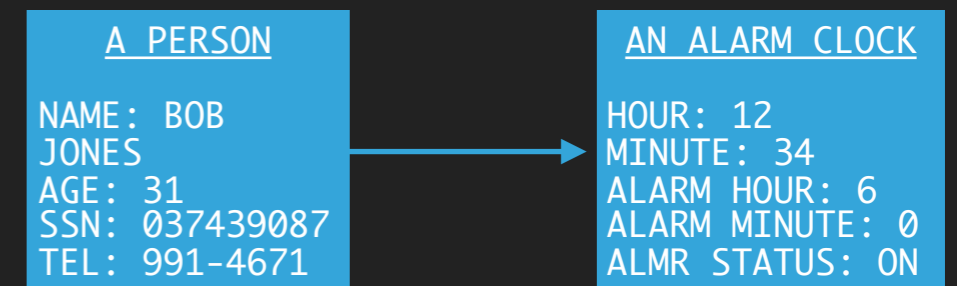 A PERSON
NAME: BOB
JONES
AGE: 31
SSN: 037439087
TEL: 991-4671
AN ALARM CLOCK
HOUR: 12
MINUTE: 34
ALARM HOUR: 6
ALARM MINUTE: 0
ALMR STATUS: ON